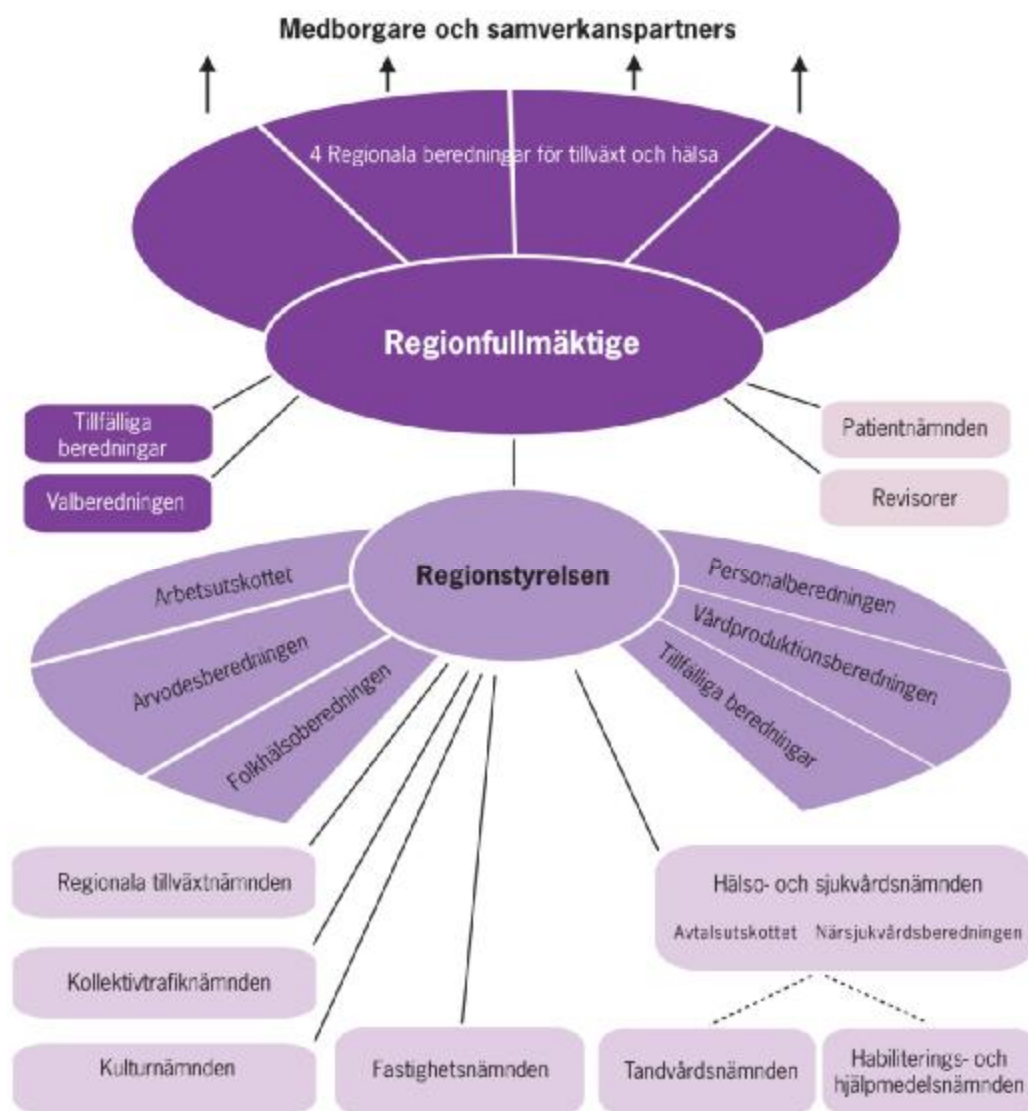 Medborgare och samverkanspartners
4 Regionala beredningar för tillväxt och hälsa
Regionfullmäktige
Tillfälliga
beredningar
Valberedningen
Patientnämnden
Revisorer
Regionstyrelsen
Arbetsutskottet
Arvodesberedningen
Folkhälsoberedningen
Personalberedningen
Vårdproduktionsberedningen
Tillfälliga beredningar
Regionala tillväxtnämnden
Kollektivtrafiknämnden
Kulturnämnden
Fastighetsnämnden
Hälso- och sjukvårdsnämnden
Avtalsutskottet Närsjukvårdsberedningen
Tandvårdsnämnden
Habiliterings- och
hjälpmedelsnämnden